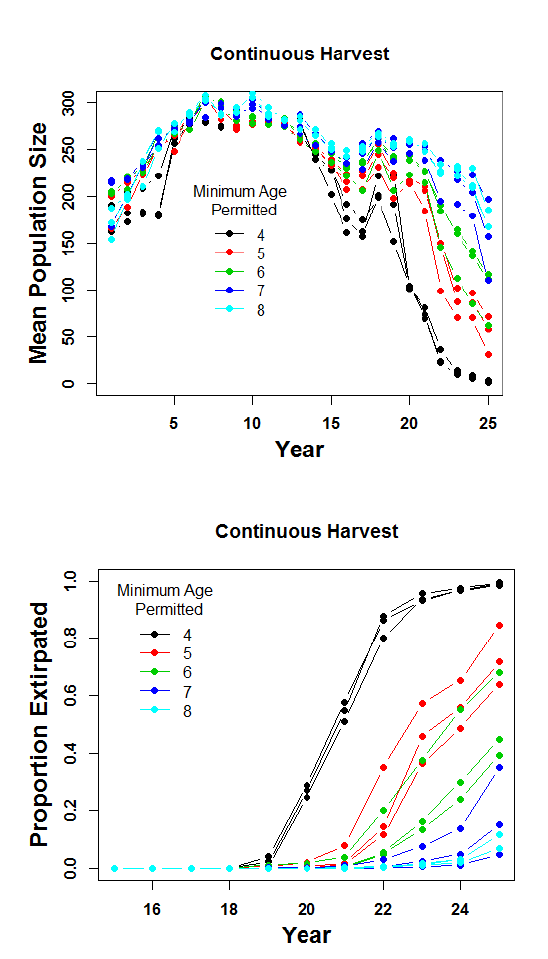 Continuous Harvest
Mean Population Size
300
250
200
150
100
50
0
Minimum Age
Permitted
4
5
6
7
8
5 10 15 20 25
Year
Continuous Harvest
Proportion Extirpated
1.0
0.8
0.6
0.4
0.2
0.0
Minimum Age
Permitted
4
5
6
7
8
16 18 20 22 24
Year